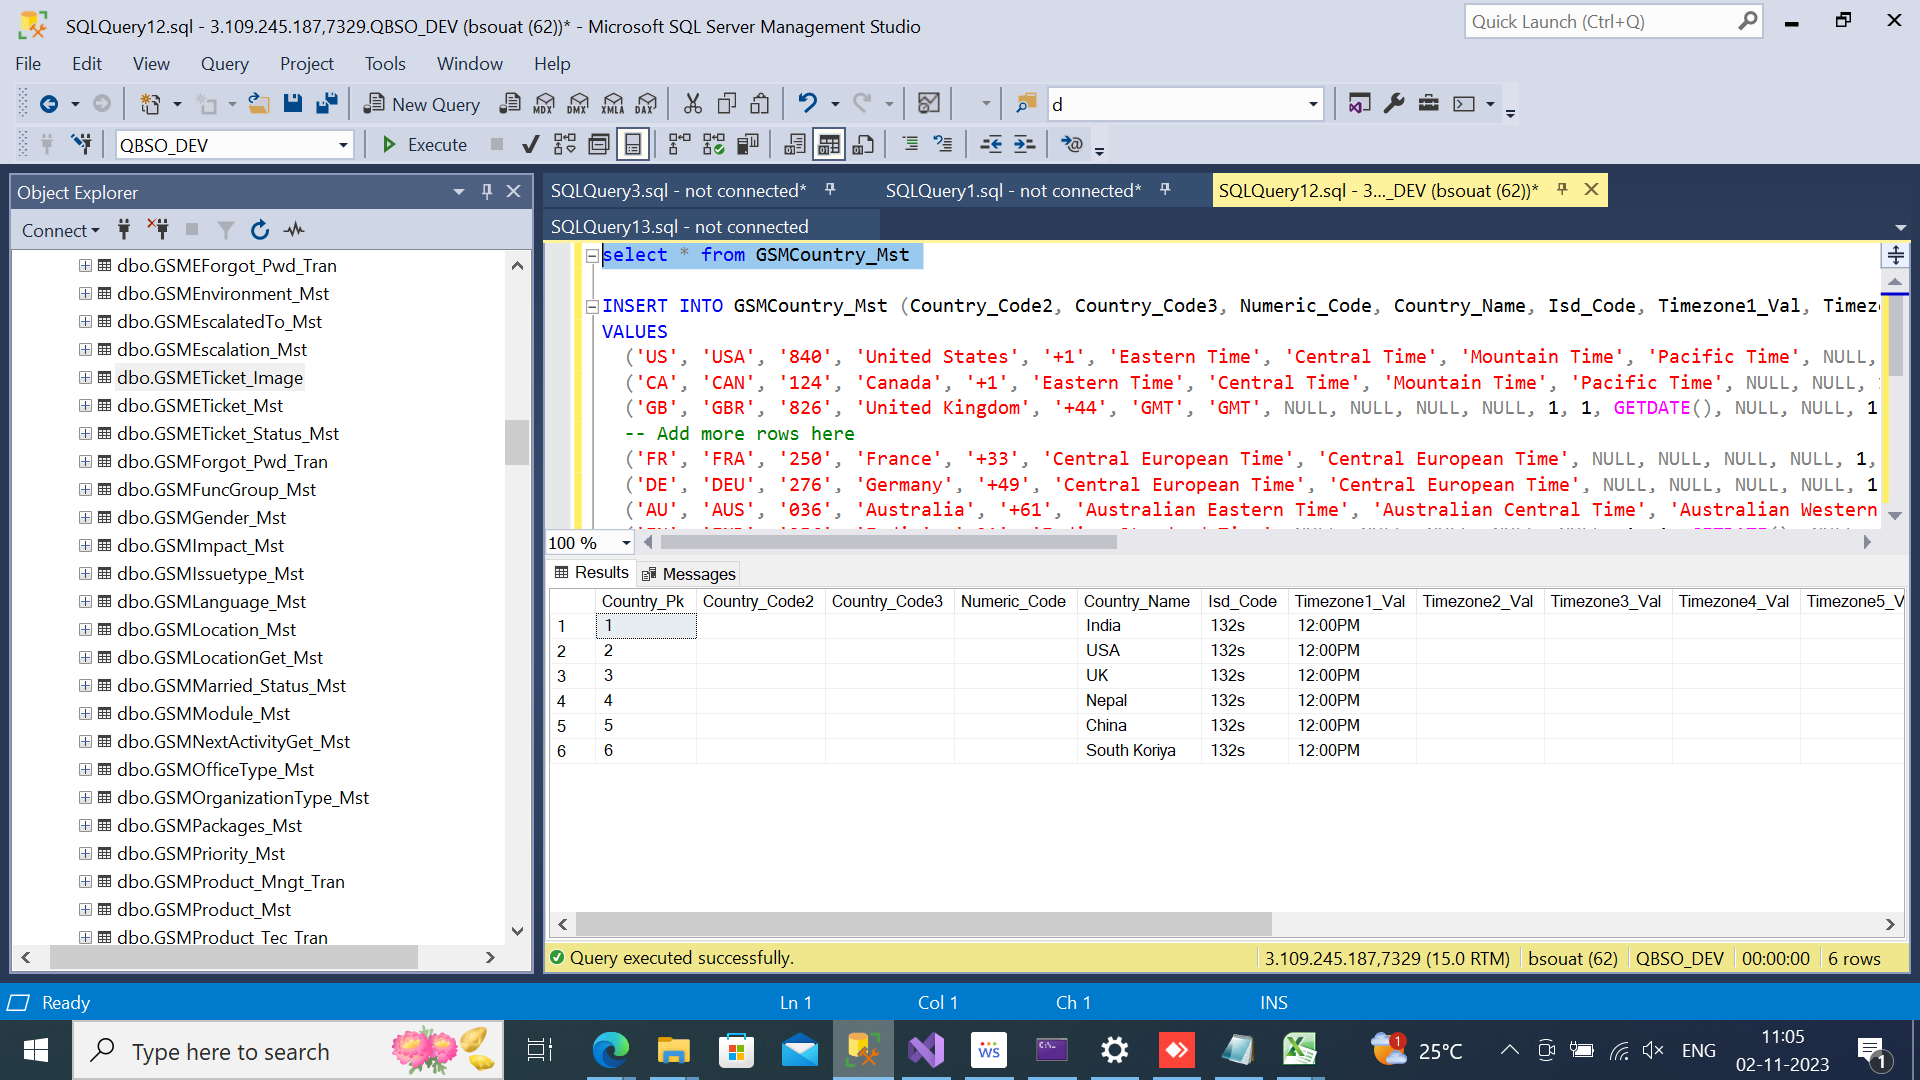 SQLQuery12.sql - 3.109.245.187,7329.QBSO_DEV (bsouat (62))* - Microsoft SQL Server Management Studio
Quick Launch (Ctrl+Q)
File Edit View Query Project Tools Window Help
New Query
MDX DMX XMLA DAX
d
QBSO_DEV
Execute
Object Explorer
Connect
dbo.GSMEForgot_Pwd_Tran
dbo.GSMEnvironment_Mst
dbo.GSMEscalatedTo_Mst
dbo.GSMEscalation_Mst
dbo.GSMETicket_Image
dbo.GSMETicket_Mst
dbo.GSMETicket_Status_Mst
dbo.GSMForgot_Pwd_Tran
dbo.GSMFuncGroup_Mst
dbo.GSMGender_Mst
dbo.GSMImpact_Mst
dbo.GSMIssuetype_Mst
dbo.GSMLanguage_Mst
dbo.GSMLocation_Mst
dbo.GSMLocationGet_Mst
dbo.GSMMarried_Status_Mst
dbo.GSMModule_Mst
dbo.GSMNextActivityGet_Mst
dbo.GSMOfficeType_Mst
dbo.GSMOrganizationType_Mst
dbo.GSMPackages_Mst
dbo.GSMPriority_Mst
dbo.GSMProduct_Mngt_Tran
dbo.GSMProduct_Mst
dbo.GSMProduct_Tec_Tran
SQLQuery3.sql - not connected* SQLQuery1.sql - not connected* SQLQuery12.sql - 3..._DEV (bsouat (62))*
SQLQuery13.sql - not connected
select * from GSMCountry_Mst
INSERT INTO GSMCountry_Mst (Country_Code2, Country_Code3, Numeric_Code, Country_Name, Isd_Code, Timezone1_Val, Timez
VALUES
('US', 'USA', '840', 'United States', '+1', 'Eastern Time', 'Central Time', 'Mountain Time', 'Pacific Time', NULL,
('CA', 'CAN', '124', 'Canada', '+1', 'Eastern Time', 'Central Time', 'Mountain Time', 'Pacific Time', NULL, NULL,
('GB', 'GBR', '826', 'United Kingdom', '+44', 'GMT', 'GMT', NULL, NULL, NULL, NULL, 1, 1, GETDATE(), NULL, NULL, 1
-- Add more rows here
('FR', 'FRA', '250', 'France', '+33', 'Central European Time', 'Central European Time', NULL, NULL, NULL, NULL, 1,
('DE', 'DEU', '276', 'Germany', '+49', 'Central European Time', 'Central European Time', NULL, NULL, NULL, NULL, 1
('AU', 'AUS', '036', 'Australia', '+61', 'Australian Eastern Time', 'Australian Central Time', 'Australian Western
100 %
Results Messages
Country_Pk Country_Code2 Country_Code3 Numeric_Code Country_Name Isd_Code Timezone1_Val Timezone2_Val Timezone3_Val Timezone4_Val Timezone5_V
1 1 India 132s 12:00PM
2 2 USA 132s 12:00PM
3 3 UK 132s 12:00PM
4 4 Nepal 132s 12:00PM
5 5 China 132s 12:00PM
6 6 South Koriya 132s 12:00PM
Query executed successfully.
3.109.245.187,7329 (15.0 RTM) bsouat (62) QBSO_DEV 00:00:00 6 rows
Ready Ln 1 Col 1 Ch 1 INS
Type here to search
WS
1
25°C
ENG
11:05
02-11-2023
1